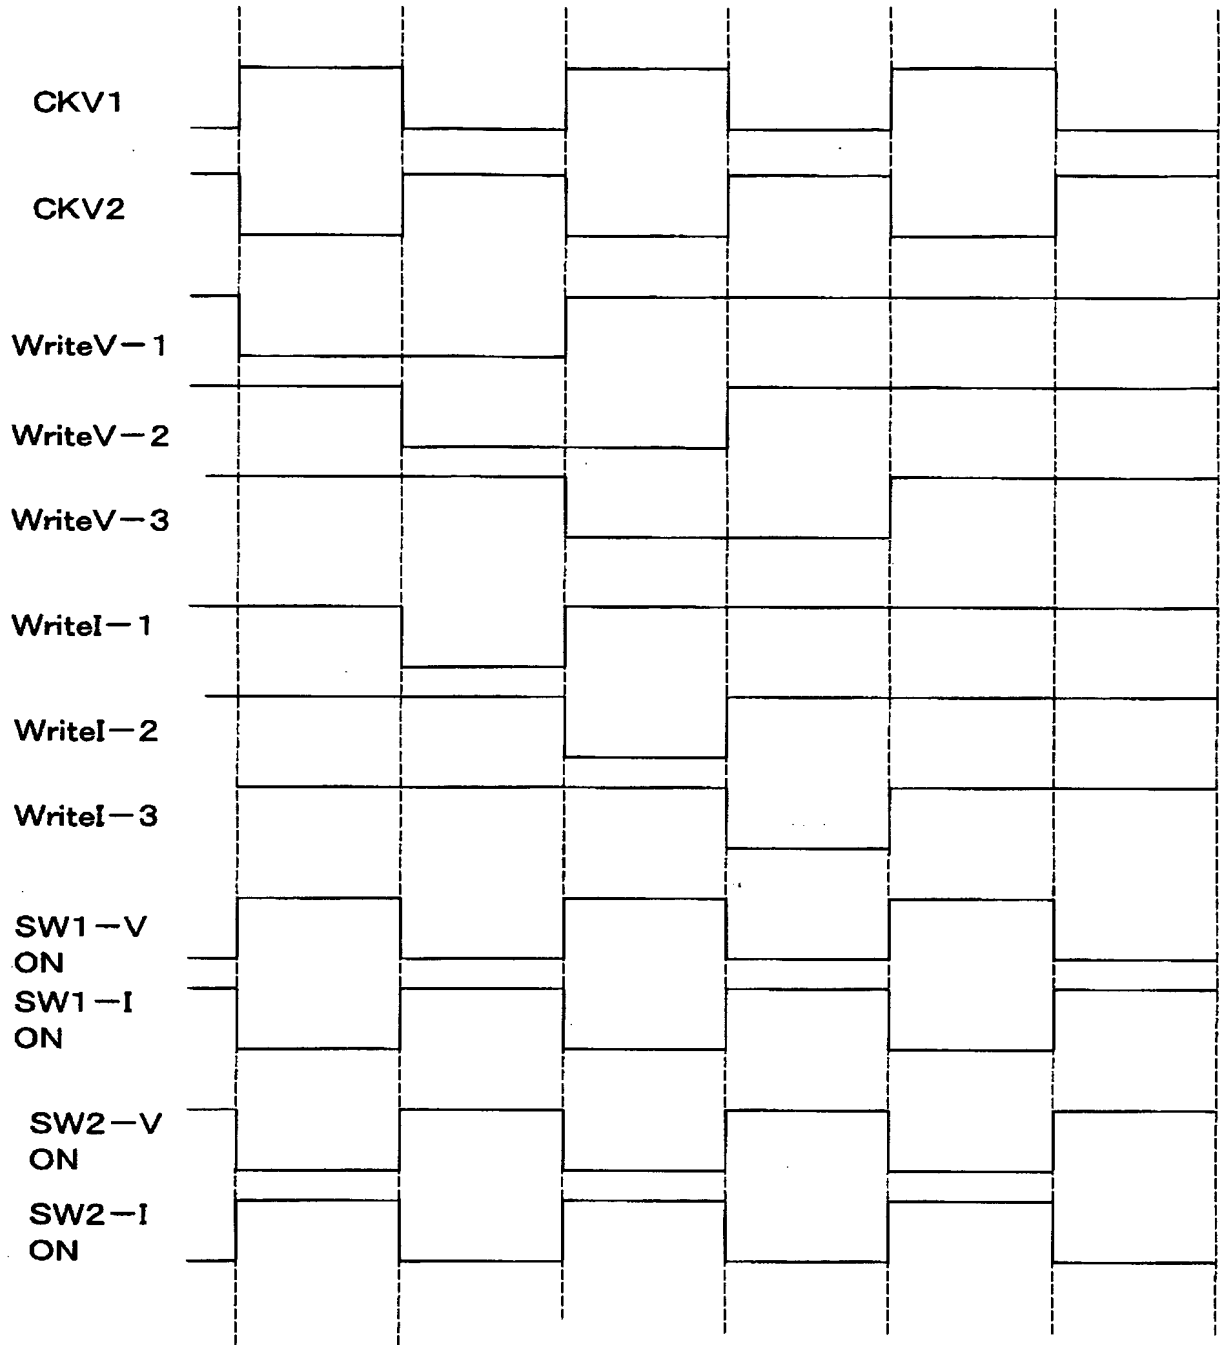 CKV1
CKV2
WriteV-1
WriteV-2
WriteV-3
WriteI-1
WriteI-2
WriteI-3
SW1-V
ON
SW1-I
ON
SW2-V
ON
SW2-I
ON